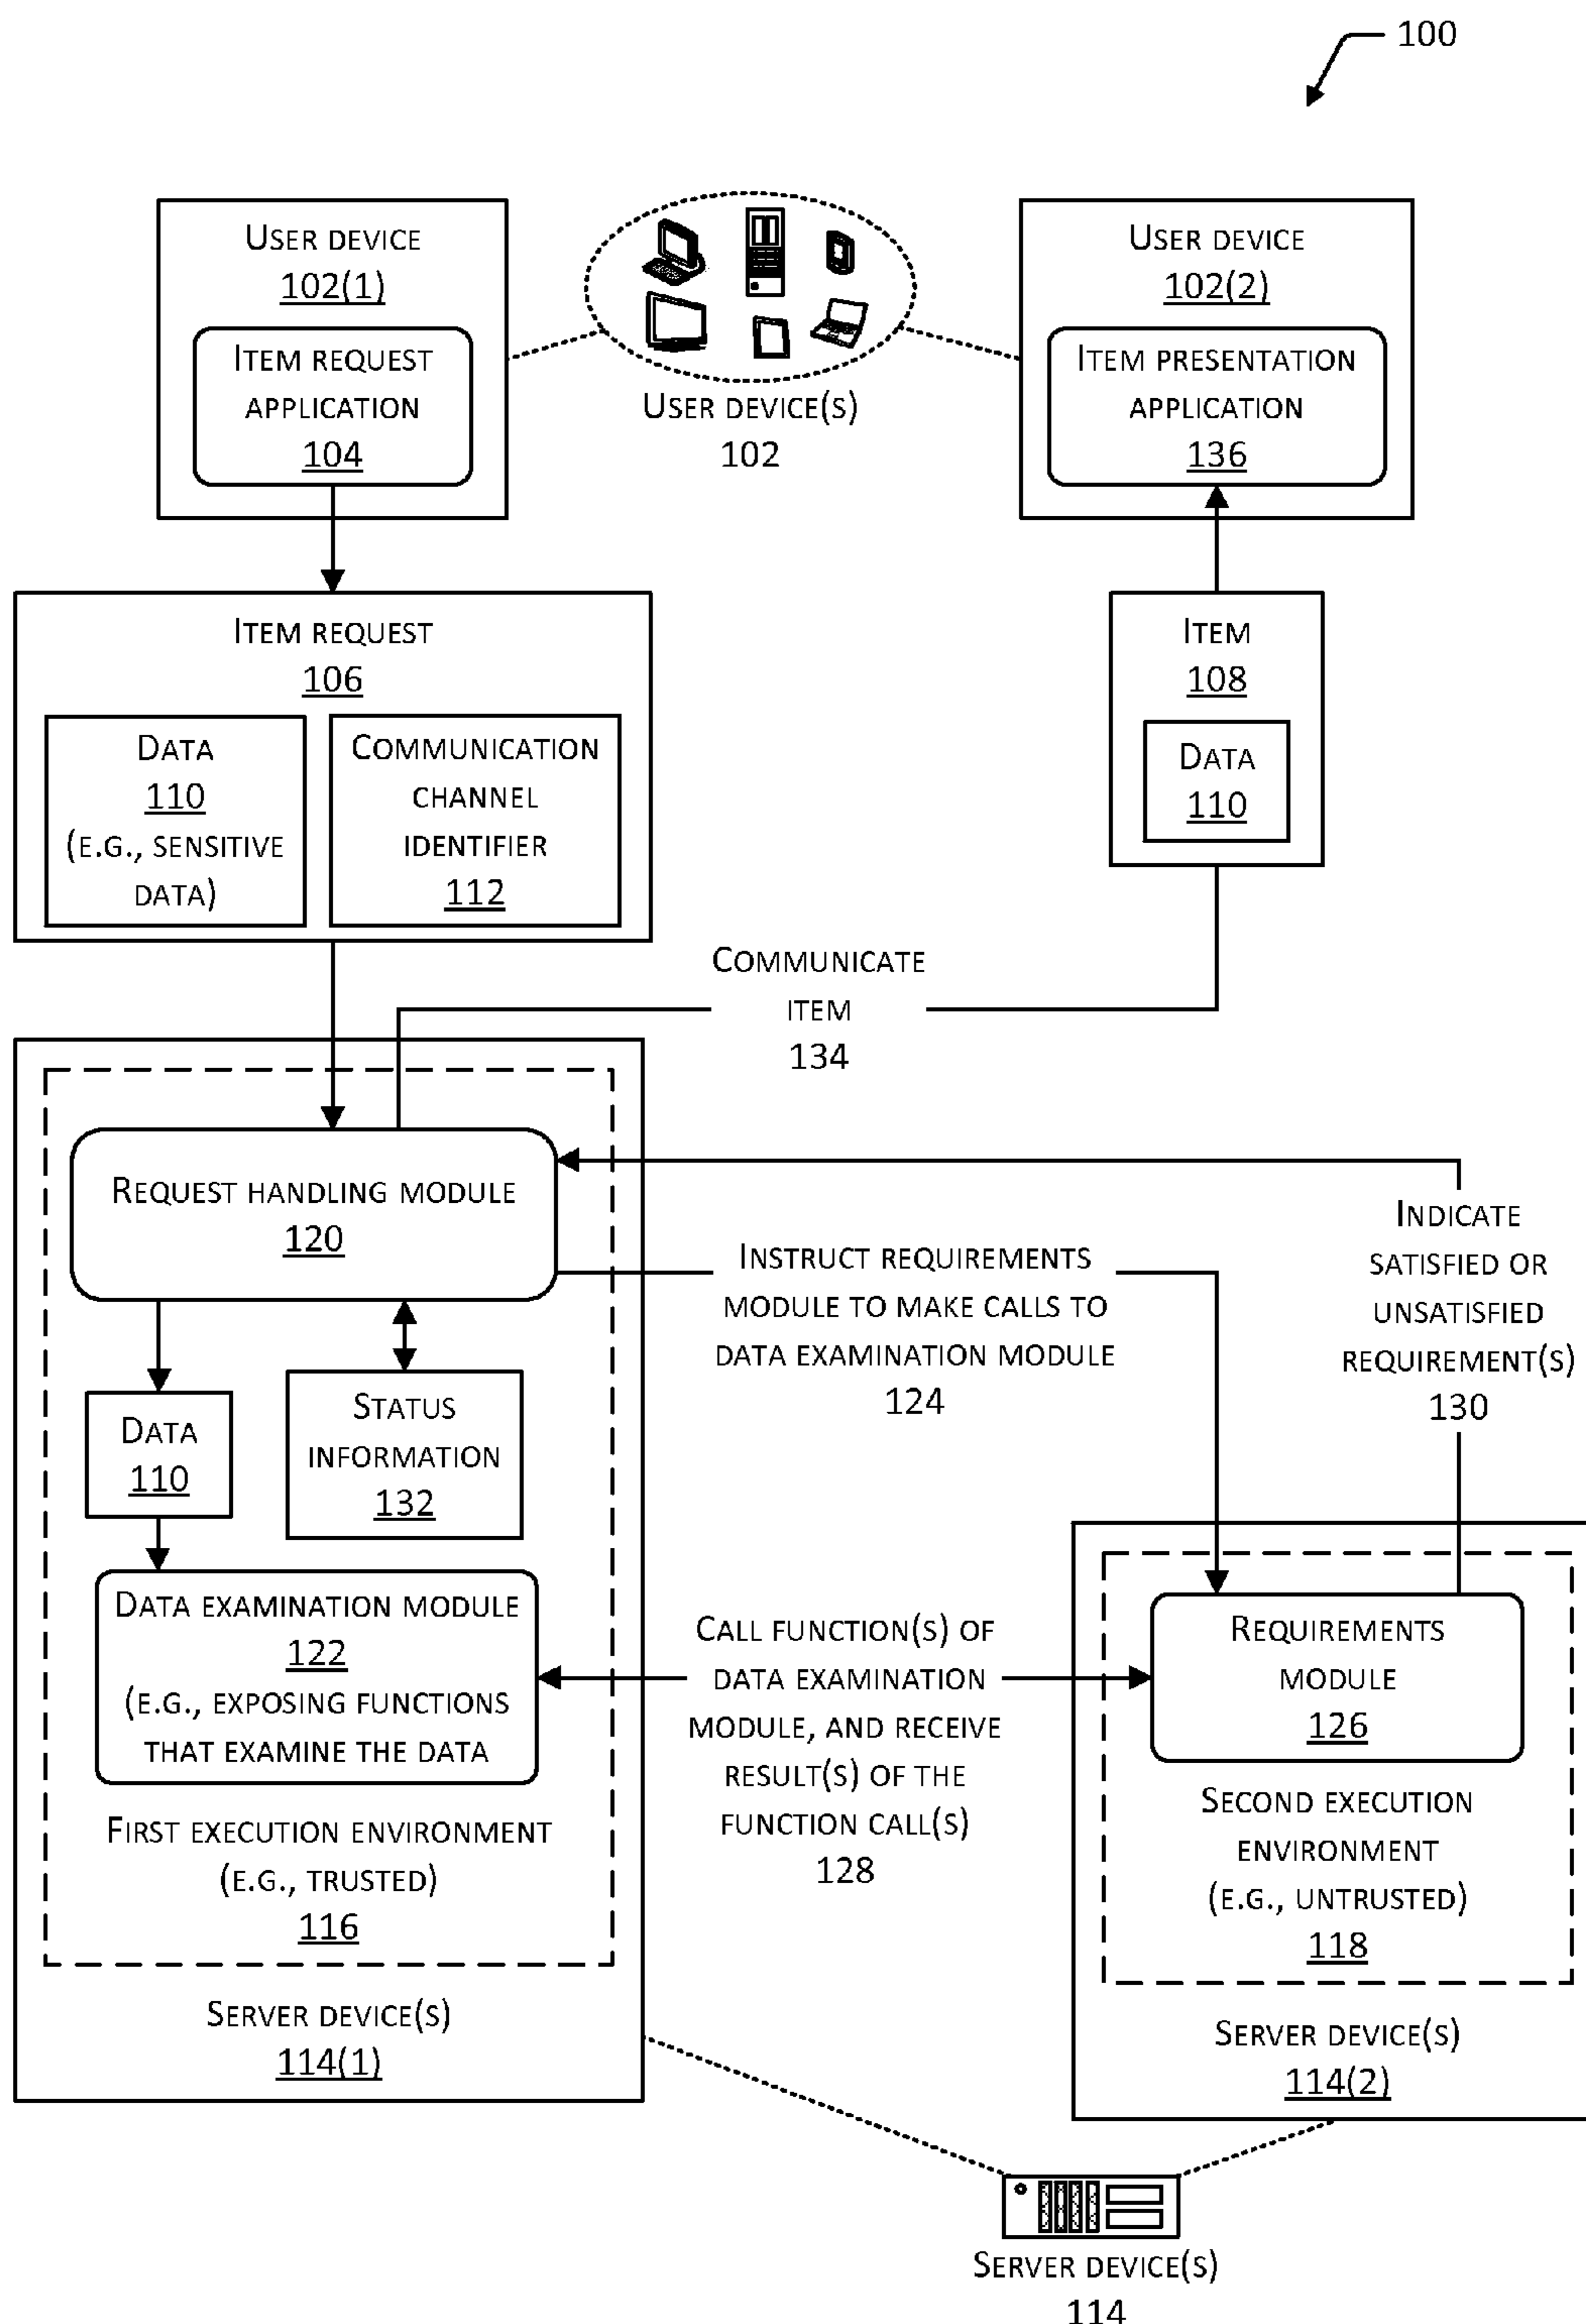 100
USER DEVICE
102(1)
ITEM REQUEST
APPLICATION
104
USER DEVICE(S)
102
USER DEVICE
102(2)
ITEM PRESENTATION
APPLICATION
136
ITEM REQUEST
106
DATA
110
(E.G., SENSITIVE
DATA)
COMMUNICATION
CHANNEL
IDENTIFIER
112
ITEM
108
DATA
110
COMMUNICATE
ITEM
134
REQUEST HANDLING MODULE
120
INSTRUCT REQUIREMENTS
MODULE TO MAKE CALLS TO
DATA EXAMINATION MODULE
124
INDICATE
SATISFIED OR
UNSATISFIED
REQUIREMENT(S)
130
DATA
110
STATUS
INFORMATION
132
DATA EXAMINATION MODULE
122
(E.G., EXPOSING FUNCTIONS
THAT EXAMINE THE DATA
CALL FUNCTION(S) OF
DATA EXAMINATION
MODULE, AND RECEIVE
RESULT(S) OF THE
FUNCTION CALL(S)
128
REQUIREMENTS
MODULE
126
FIRST EXECUTION ENVIRONMENT
(E.G., TRUSTED)
116
SECOND EXECUTION
ENVIRONMENT
(E.G., UNTRUSTED)
118
SERVER DEVICE(S)
114(1)
SERVER DEVICE(S)
114(2)
SERVER DEVICE(S)
114